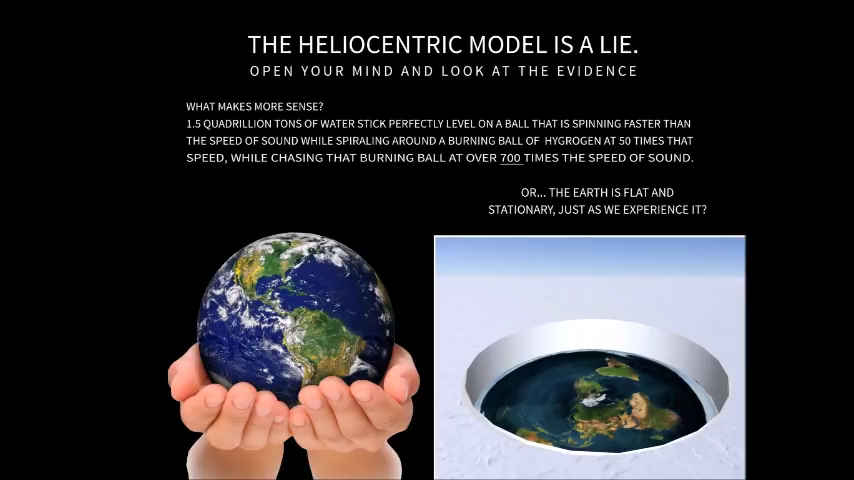 THE HELIOCENTRIC MODEL IS A LIE.
OPEN YOUR MIND AND LOOK AT THE EVIDENCE
WHAT MAKES MORE SENSE?
1.5 QUADRILLION TONS OF WATER STICK PERFECTLY LEVEL ON A BALL THAT IS SPINNING FASTER THAN
THE SPEED OF SOUND WHILE SPIRALING AROUND A BURNING BALL OF HYGROGEN AT 50 TIMES THAT
SPEED, WHILE CHASING THAT BURNING BALL AT OVER 700 TIMES THE SPEED OF SOUND.
OR... THE EARTH IS FLAT AND
STATIONARY, JUST AS WE EXPERIENCE IT?